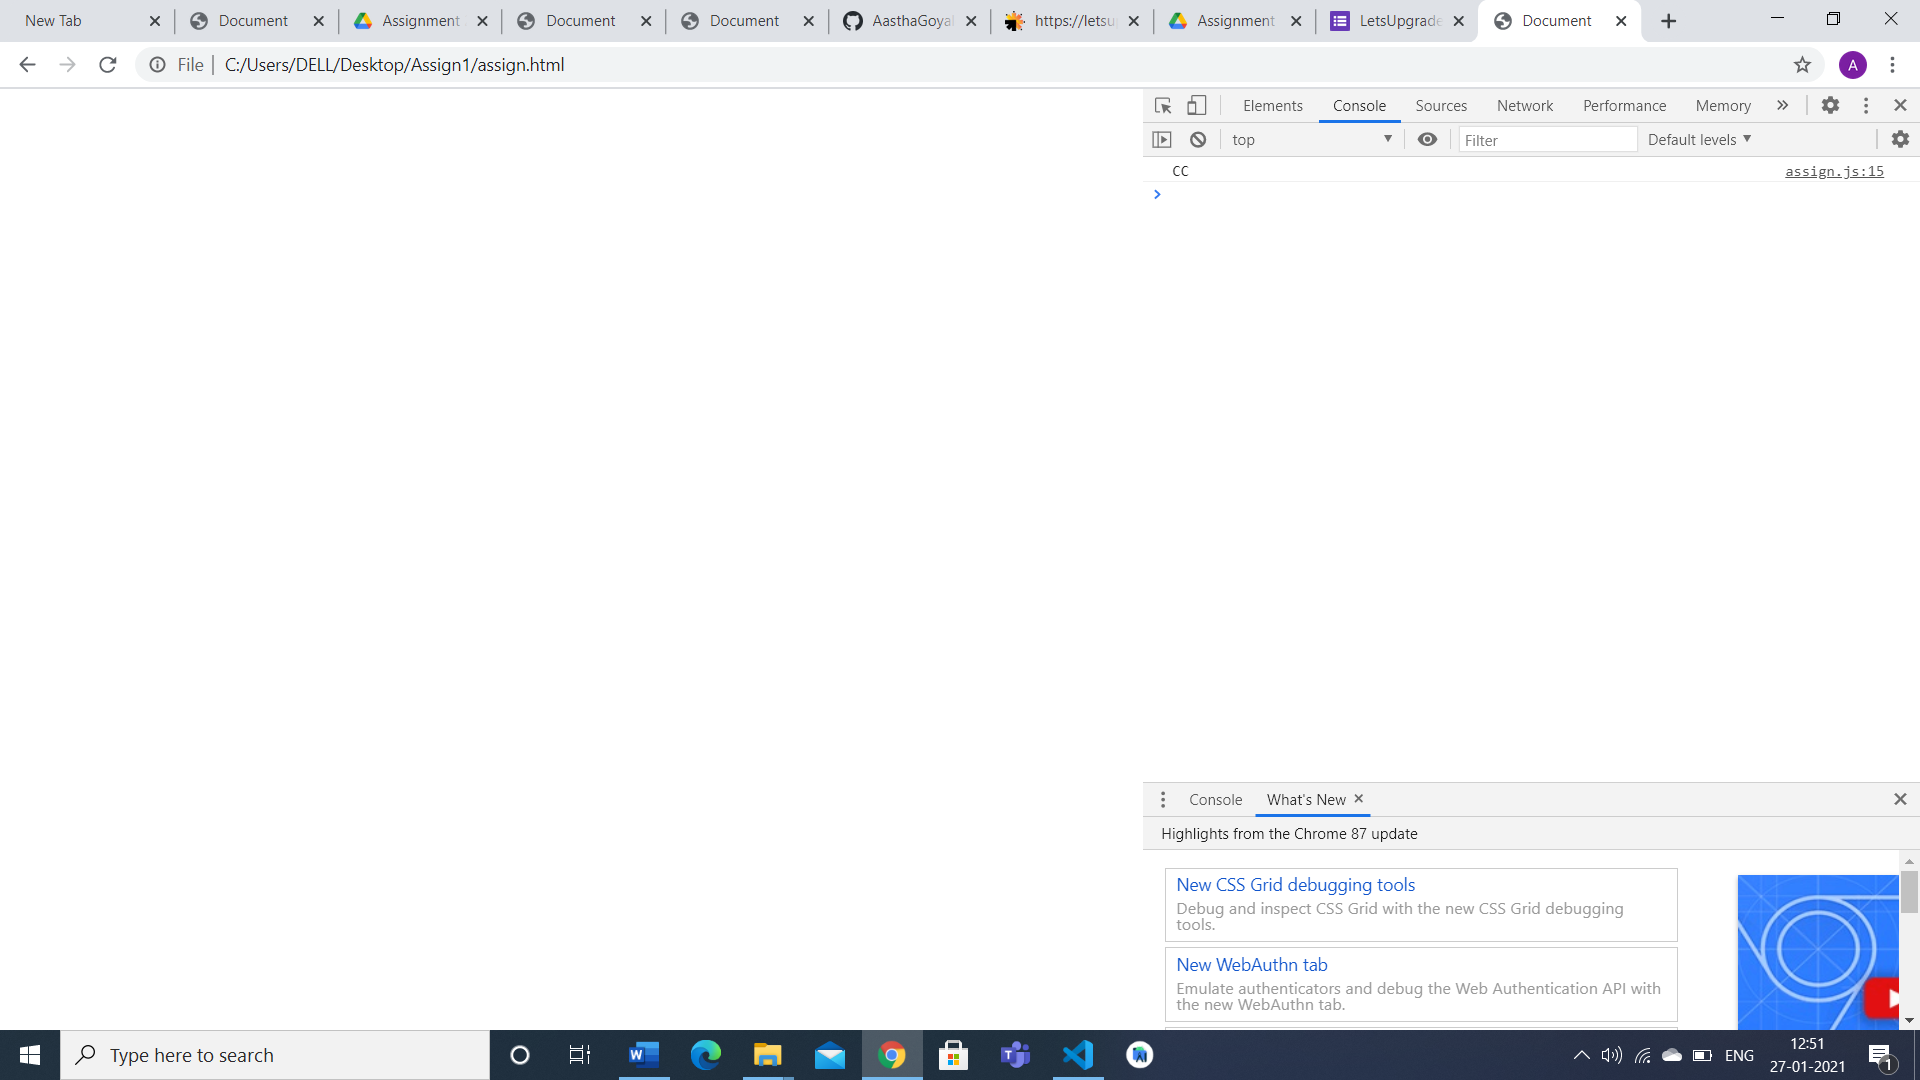 New Tab
Document
Assignment
Document
Document
AasthaGoyal
https://letsup
Assignment
LetsUpgrade
Document
File
C:/Users/DELL/Desktop/Assign1/assign.html
Elements
Console
Sources
Network
Performance
Memory
top
Filter
Default levels
CC
assign.js:15
Console
What's New
Highlights from the Chrome 87 update
New CSS Grid debugging tools
Debug and inspect CSS Grid with the new CSS Grid debugging
tools.
New WebAuthn tab
Emulate authenticators and debug the Web Authentication API with
the new WebAuthn tab.
Type here to search
ENG
12:51
27-01-2021
1
A